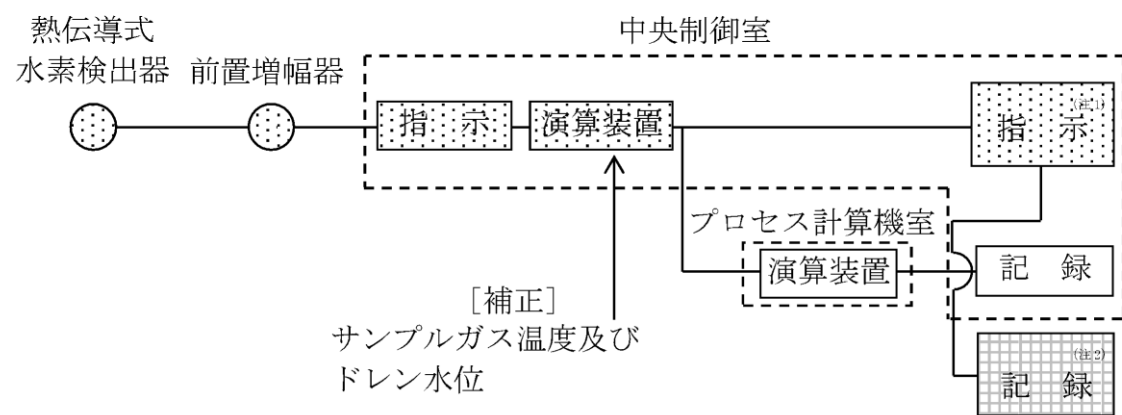 熱伝導式
水素検出器
前置増幅器
中央制御室
指 示
演算装置
(注1)
指 示
プロセス計算機室
演算装置
記 録
[補正]
サンプルガス温度及び
ドレン水位
(注2)
記 録